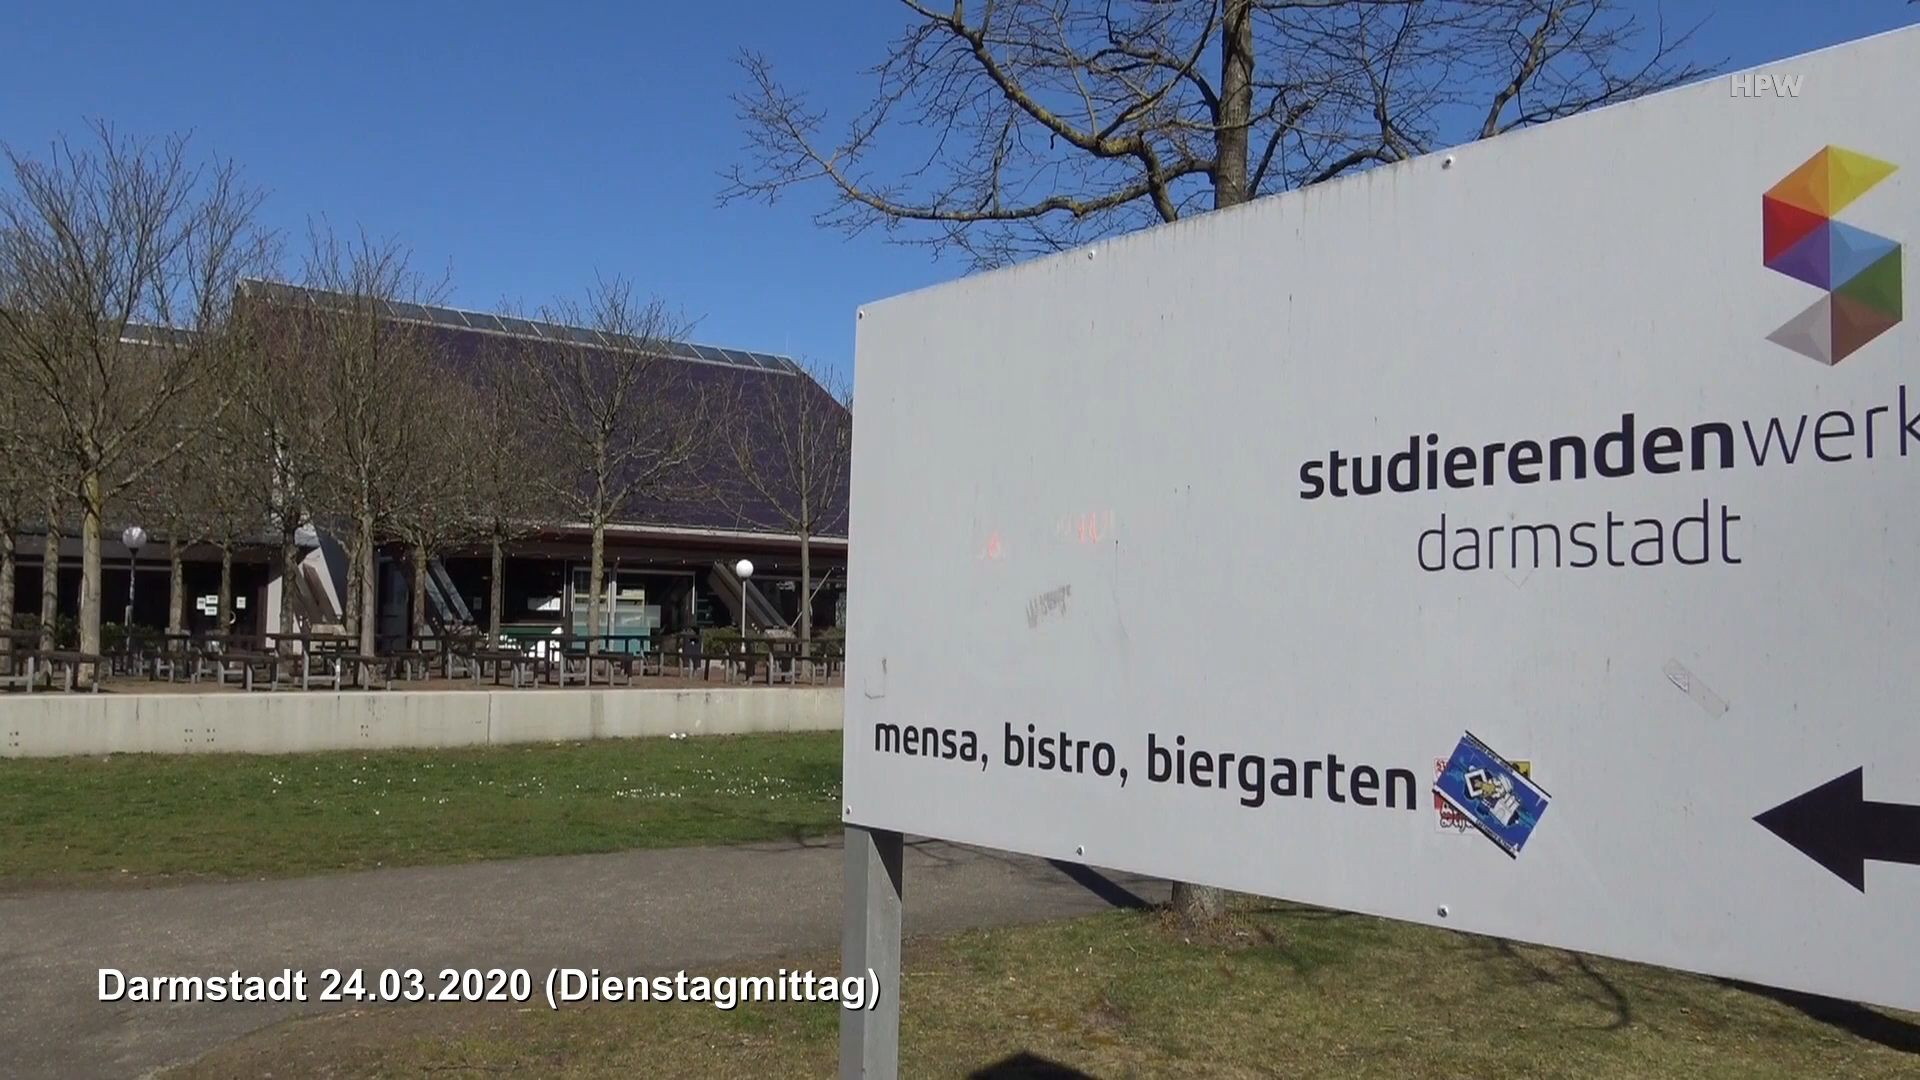 HPW
studierendenwerk
darmstadt
mensa, bistro, biergarten
Darmstadt 24.03.2020 (Dienstagmittag)